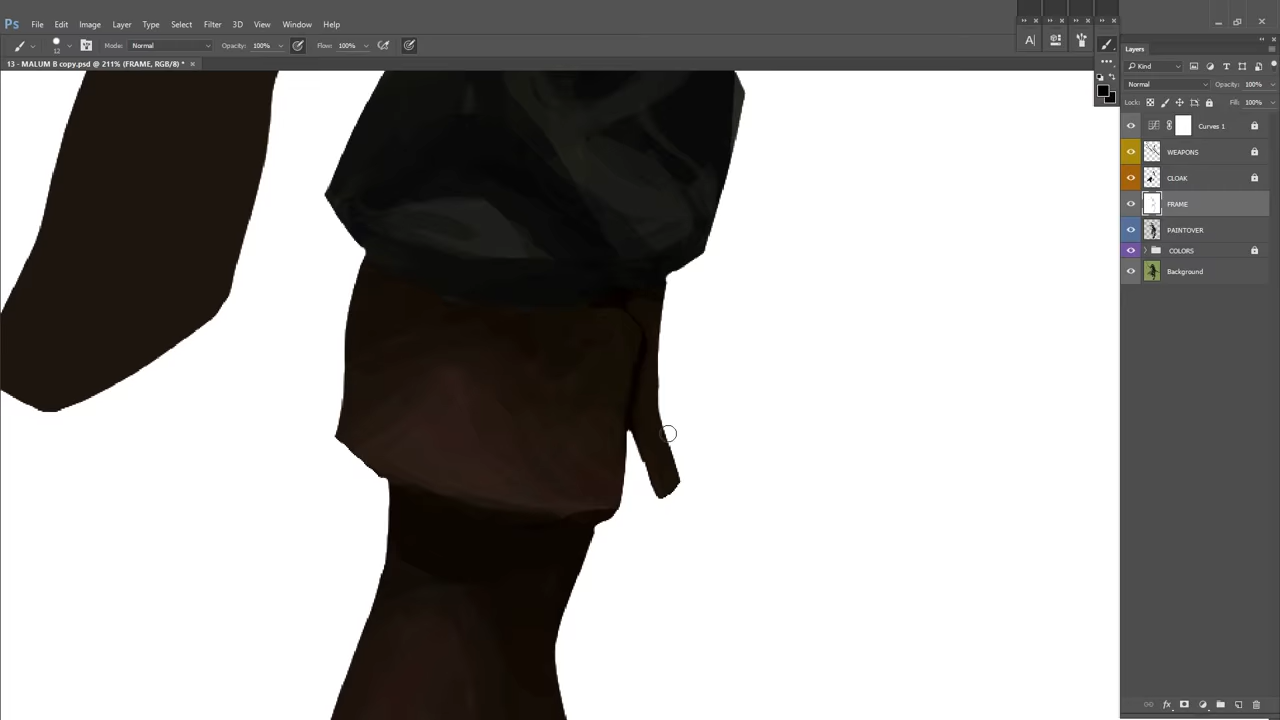 Ps File Edit Image Layer Type Select Filter 3D View Window Help
12 Mode: Normal Opacity: 100% Flow: 100%
13 - MALUM B copy.psd @ 211% (FRAME, RGB/8) * ×
A
Layers
Kind
Normal Opacity: 100%
Lock: Fill: 100%
Curves 1
WEAPONS
CLOAK
FRAME
PAINTOVER
COLORS
Background
fx